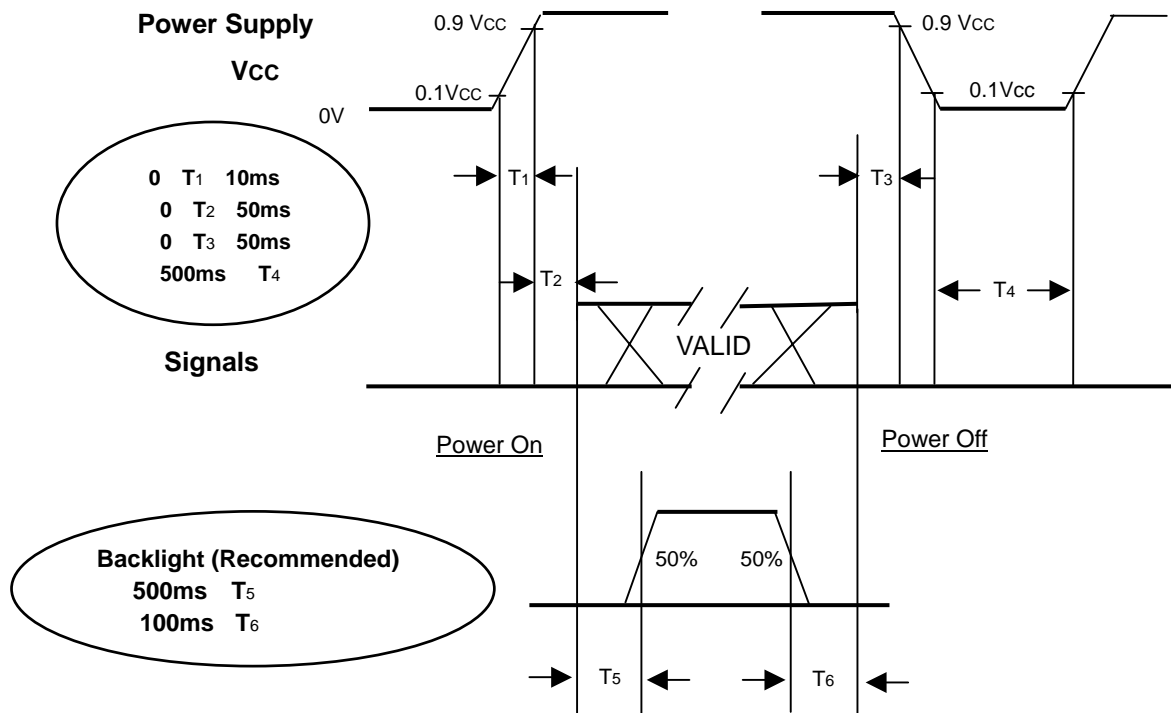 Power Supply
VCC
0.9 VCC
0.1VCC
0V
0.9 VCC
0.1Vcc
0 T1 10ms
0 T2 50ms
0 T3 50ms
500ms T4
T1
T2
T3
T4
VALID
Signals
Power On
Power Off
Backlight (Recommended)
500ms T5
100ms T6
50%
50%
T5
T6